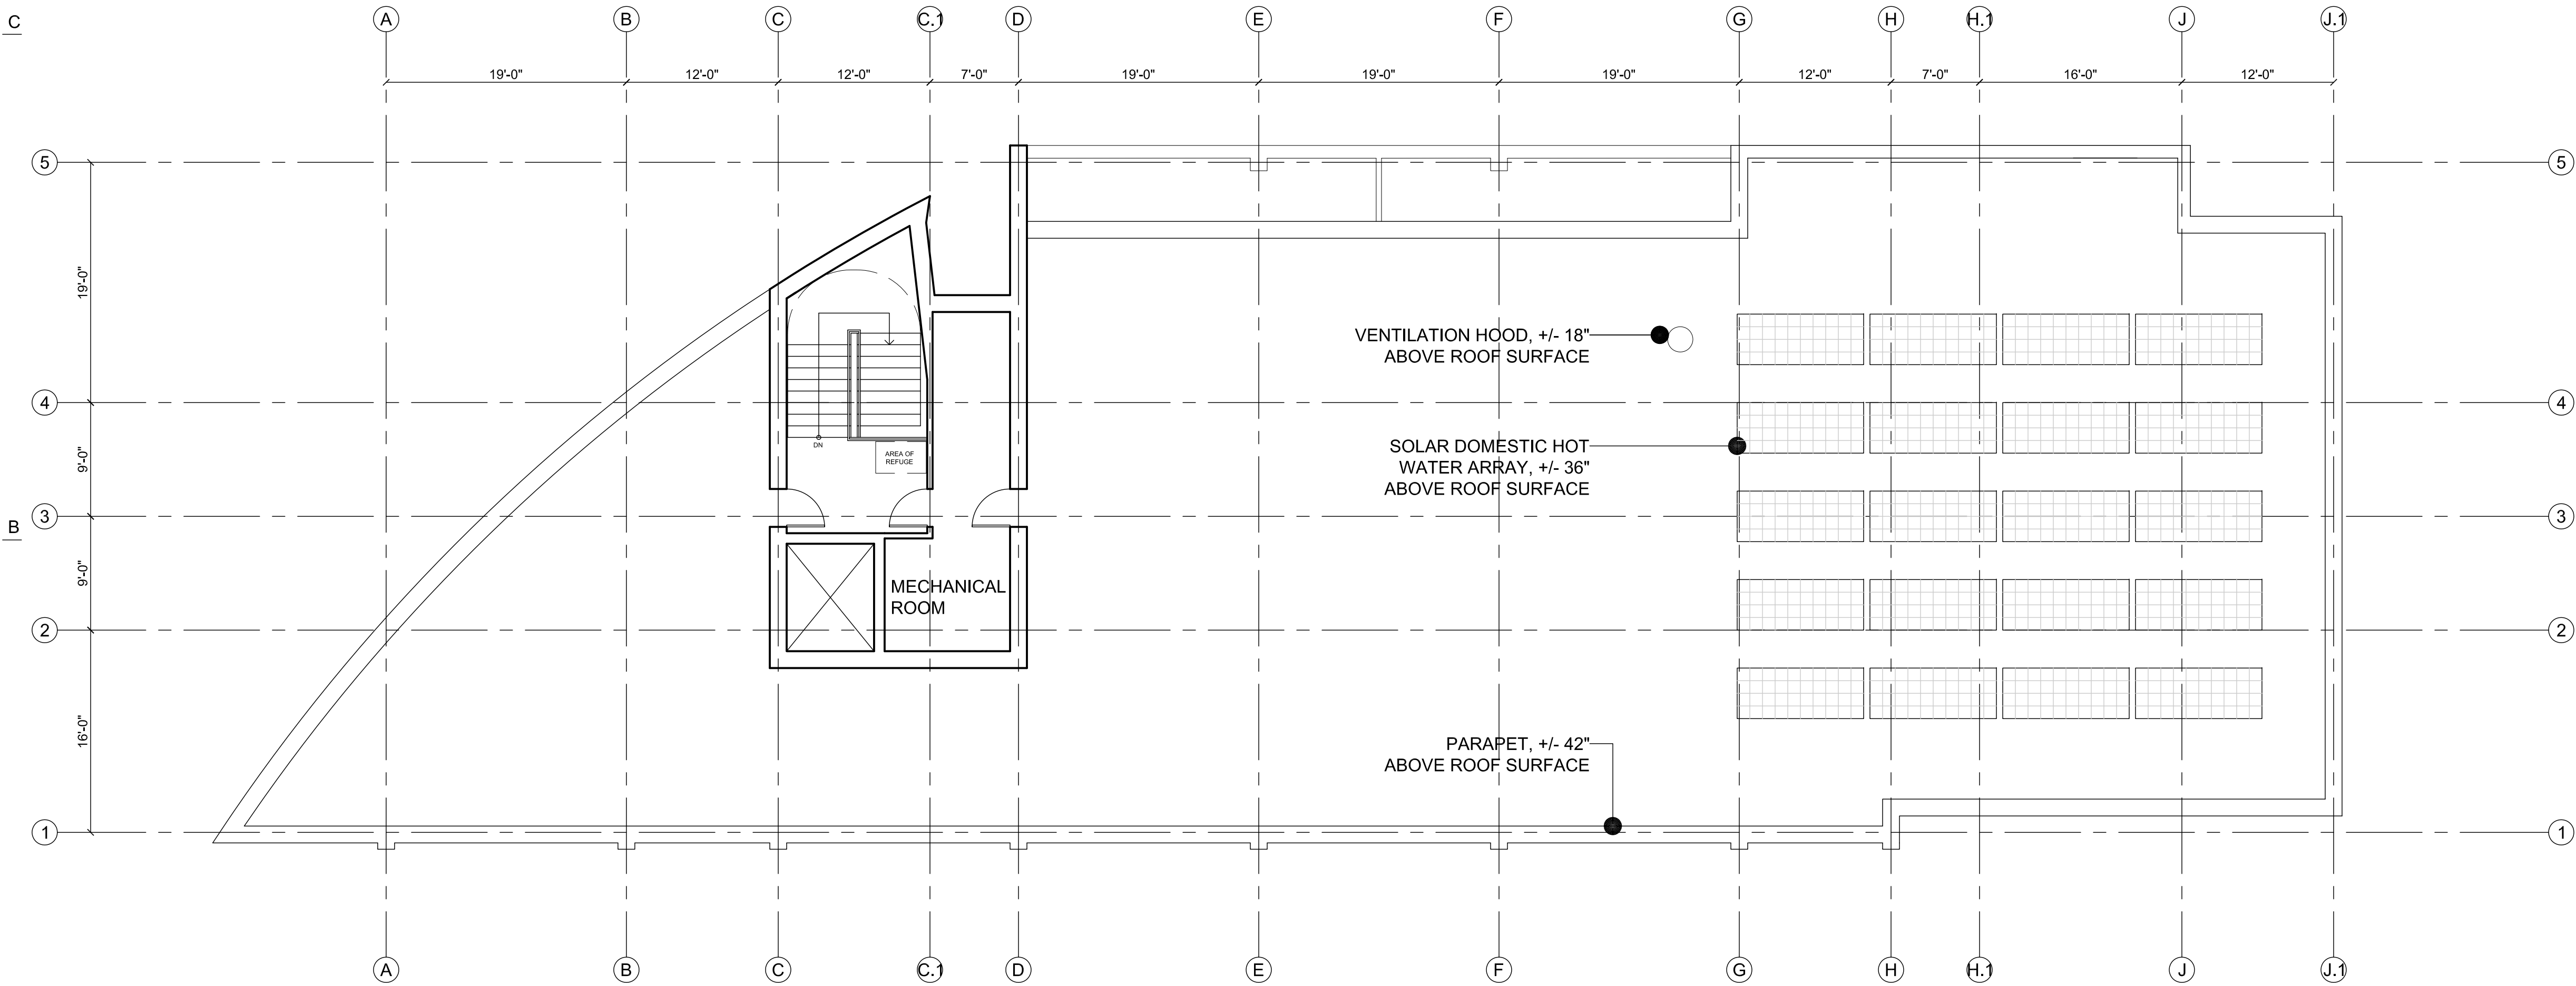 C
A B C C.1 D E F G H H.1 J J.1
19'-0" 12'-0" 12'-0" 7'-0" 19'-0" 19'-0" 19'-0" 12'-0" 7'-0" 16'-0" 12'-0"
5 5
19'-0"
VENTILATION HOOD, +/- 18"
ABOVE ROOF SURFACE
4 4
DN
AREA OF
REFUGE
9'-0"
SOLAR DOMESTIC HOT
WATER ARRAY, +/- 36"
ABOVE ROOF SURFACE
B
3 3
9'-0"
MECHANICAL
ROOM
2 2
16'-0"
PARAPET, +/- 42"
ABOVE ROOF SURFACE
1 1
A B C C.1 D E F G H H.1 J J.1